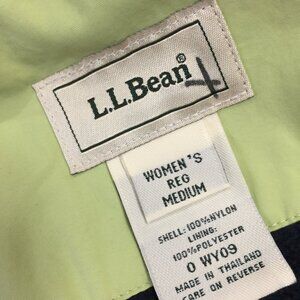 L.L.Bean®
WOMEN'S
REG
MEDIUM
SHELL:100%NYLON
LINING:
100%POLYESTER
0 WY09
MADE IN THAILAND
CARE ON REVERSE